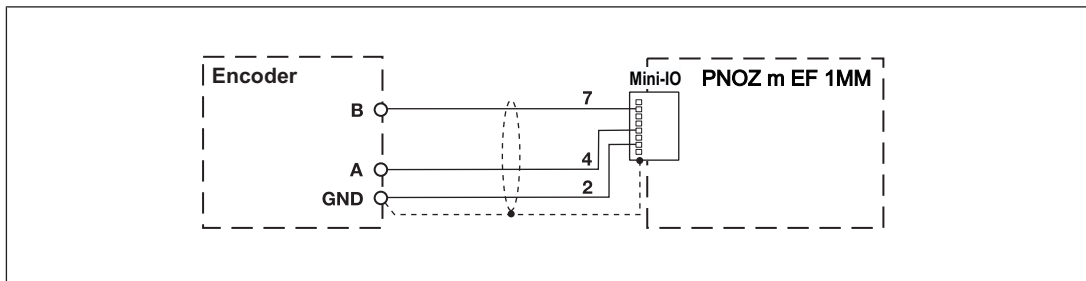 Encoder
Mini-IO
PNOZ m EF 1MM
B
7
A
4
GND
2